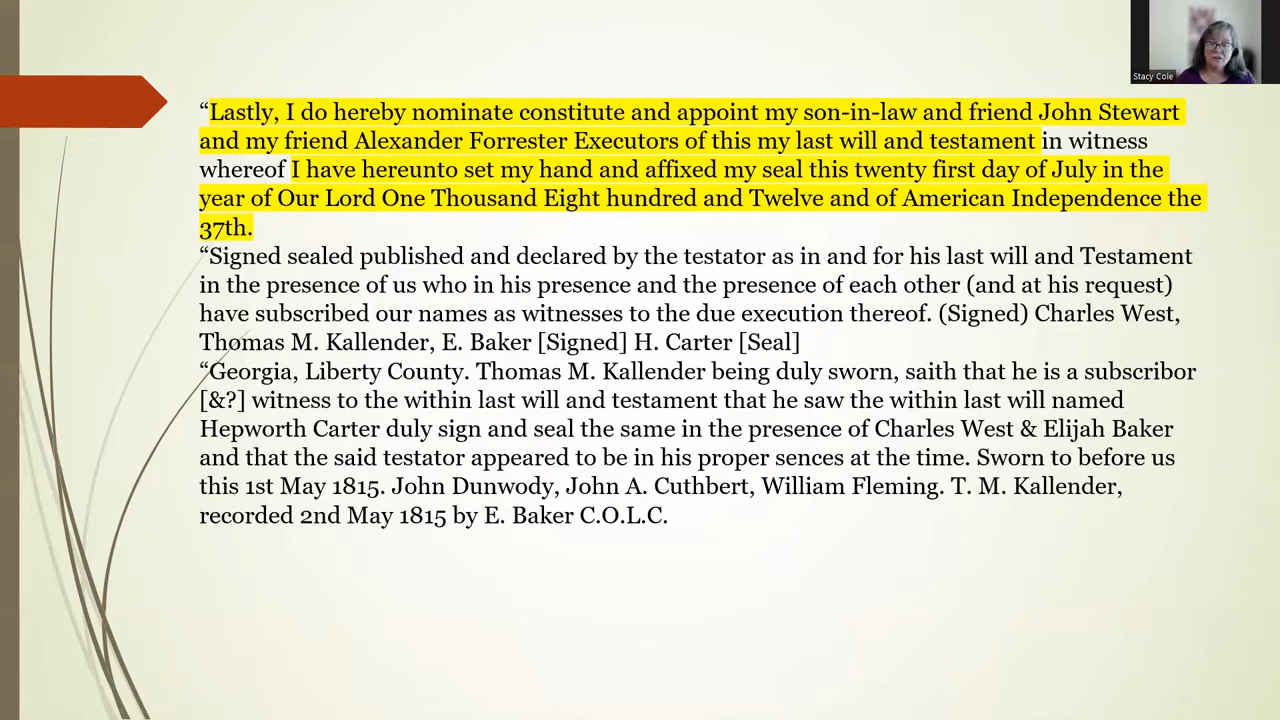 Stacy Cole
“Lastly, I do hereby nominate constitute and appoint my son-in-law and friend John Stewart
and my friend Alexander Forrester Executors of this my last will and testament in witness
whereof I have hereunto set my hand and affixed my seal this twenty first day of July in the
year of Our Lord One Thousand Eight hundred and Twelve and of American Independence the
37th.
“Signed sealed published and declared by the testator as in and for his last will and Testament
in the presence of us who in his presence and the presence of each other (and at his request)
have subscribed our names as witnesses to the due execution thereof. (Signed) Charles West,
Thomas M. Kallender, E. Baker [Signed] H. Carter [Seal]
“Georgia, Liberty County. Thomas M. Kallender being duly sworn, saith that he is a subscribor
[&?] witness to the within last will and testament that he saw the within last will named
Hepworth Carter duly sign and seal the same in the presence of Charles West & Elijah Baker
and that the said testator appeared to be in his proper sences at the time. Sworn to before us
this 1st May 1815. John Dunwody, John A. Cuthbert, William Fleming. T. M. Kallender,
recorded 2nd May 1815 by E. Baker C.O.L.C.